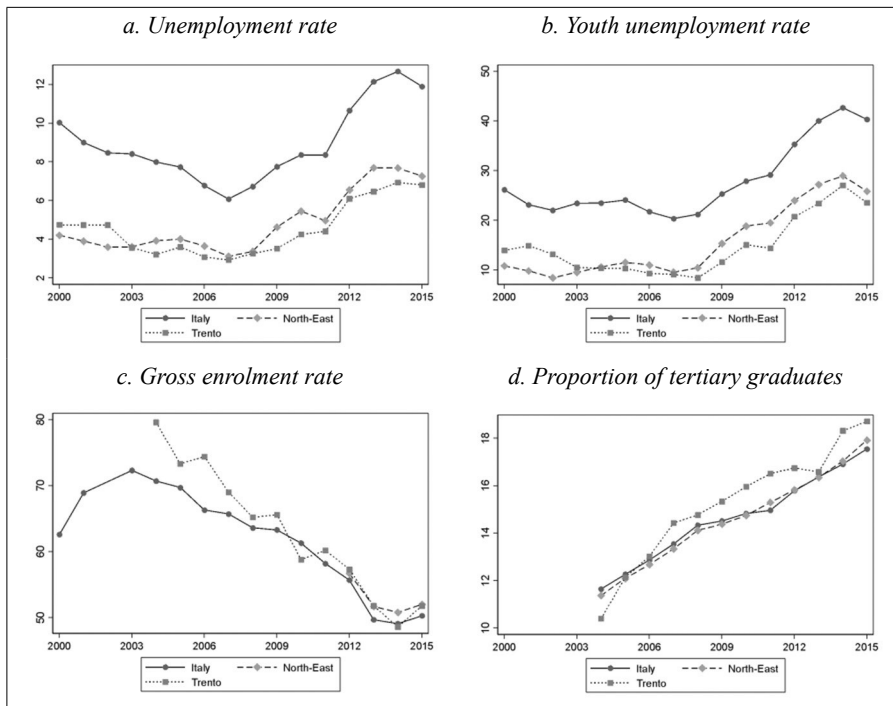 a. Unemployment rate
12
10
8
6
4
2
2000 2003 2006 2009 2012 2015
Italy North-East
Trento
b. Youth unemployment rate
50
40
30
20
10
2000 2003 2006 2009 2012 2015
Italy North-East
Trento
c. Gross enrolment rate
80
70
60
50
2000 2003 2006 2009 2012 2015
Italy North-East
Trento
d. Proportion of tertiary graduates
18
16
14
12
10
2000 2003 2006 2009 2012 2015
Italy North-East
Trento